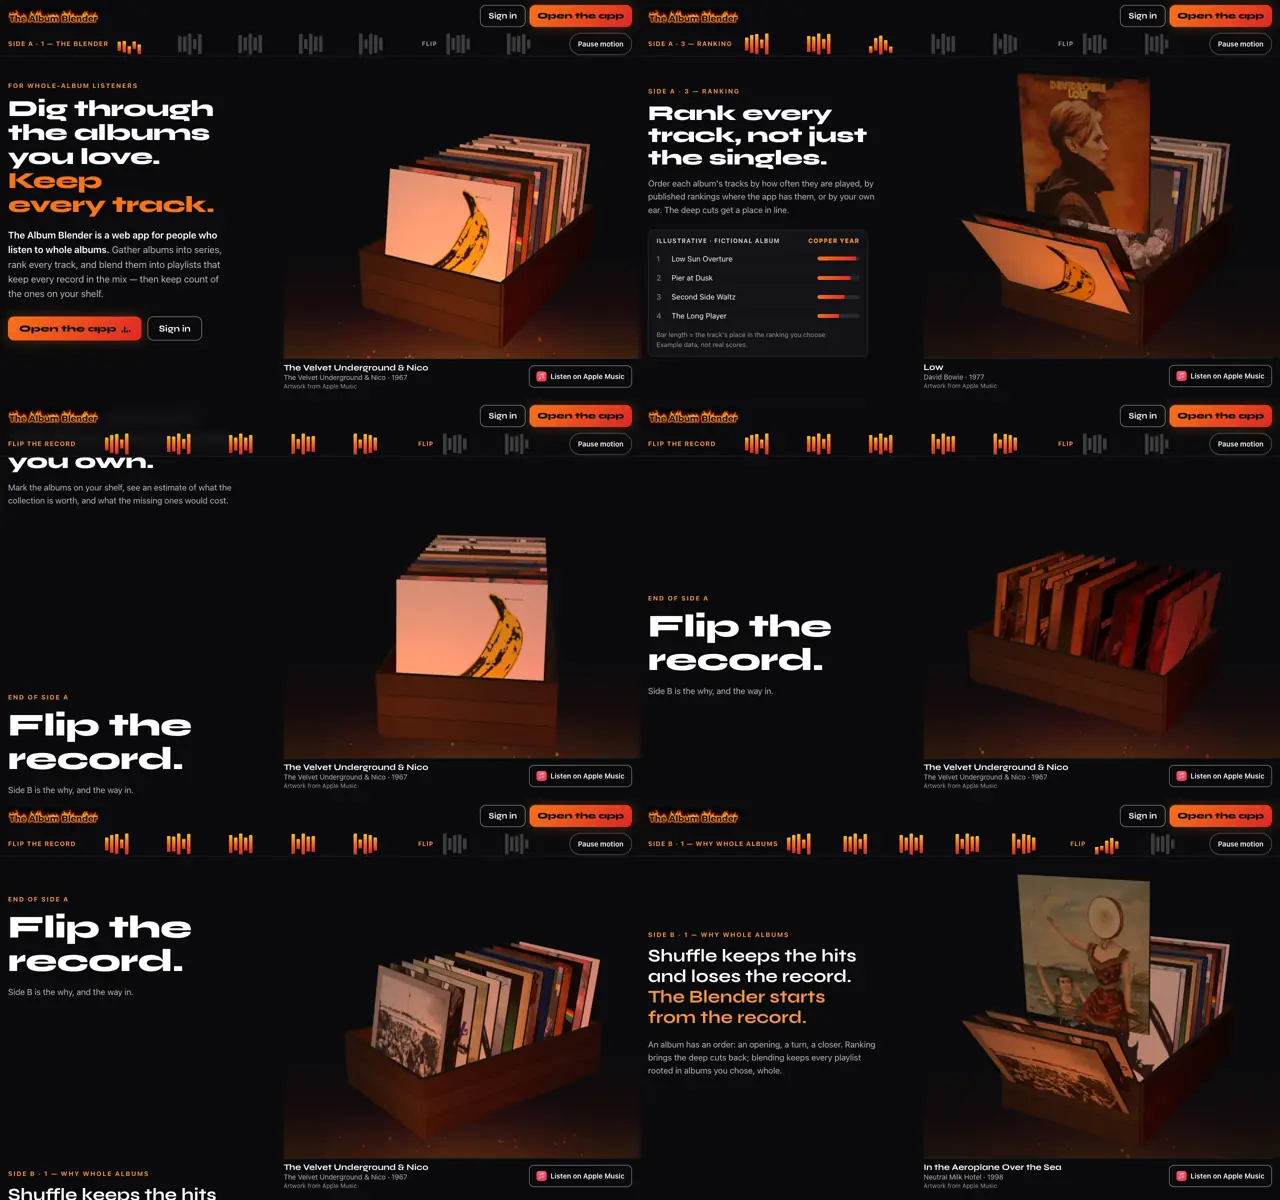 The Album Blender
Sign in
Open the app
SIDE A · 1 — THE BLENDER
FLIP
Pause motion
FOR WHOLE-ALBUM LISTENERS
Dig through
the albums
you love.
Keep
every track.
The Album Blender is a web app for people who
listen to whole albums. Gather albums into series,
rank every track, and blend them into playlists that
keep every record in the mix — then keep count of
the ones on your shelf.
Open the app
Sign in
The Velvet Underground & Nico
The Velvet Underground & Nico · 1967
Artwork from Apple Music
Listen on Apple Music
The Album Blender
Sign in
Open the app
SIDE A · 3 — RANKING
FLIP
Pause motion
SIDE A · 3 — RANKING
Rank every
track, not just
the singles.
Order each album's tracks by how often they are played, by
published rankings where the app has them, or by your own
ear. The deep cuts get a place in line.
ILLUSTRATIVE · FICTIONAL ALBUM
COPPER YEAR
1 Low Sun Overture
2 Pier at Dusk
3 Second Side Waltz
4 The Long Player
Bar length = the track's place in the ranking you choose.
Example data, not real scores.
Low
David Bowie · 1977
Artwork from Apple Music
Listen on Apple Music
The Album Blender
Sign in
Open the app
FLIP THE RECORD
FLIP
Pause motion
you own.
Mark the albums on your shelf, see an estimate of what the
collection is worth, and what the missing ones would cost.
END OF SIDE A
Flip the
record.
Side B is the why, and the way in.
The Velvet Underground & Nico
The Velvet Underground & Nico · 1967
Artwork from Apple Music
Listen on Apple Music
The Album Blender
Sign in
Open the app
FLIP THE RECORD
FLIP
Pause motion
END OF SIDE A
Flip the
record.
Side B is the why, and the way in.
The Velvet Underground & Nico
The Velvet Underground & Nico · 1967
Artwork from Apple Music
Listen on Apple Music
The Album Blender
Sign in
Open the app
FLIP THE RECORD
FLIP
Pause motion
END OF SIDE A
Flip the
record.
Side B is the why, and the way in.
SIDE B · 1 — WHY WHOLE ALBUMS
Shuffle keeps the hits
The Velvet Underground & Nico
The Velvet Underground & Nico · 1967
Artwork from Apple Music
Listen on Apple Music
The Album Blender
Sign in
Open the app
SIDE B · 1 — WHY WHOLE ALBUMS
FLIP
Pause motion
SIDE B · 1 — WHY WHOLE ALBUMS
Shuffle keeps the hits
and loses the record.
The Blender starts
from the record.
An album has an order: an opening, a turn, a closer. Ranking
brings the deep cuts back; blending keeps every playlist
rooted in albums you chose, whole.
In the Aeroplane Over the Sea
Neutral Milk Hotel · 1998
Artwork from Apple Music
Listen on Apple Music